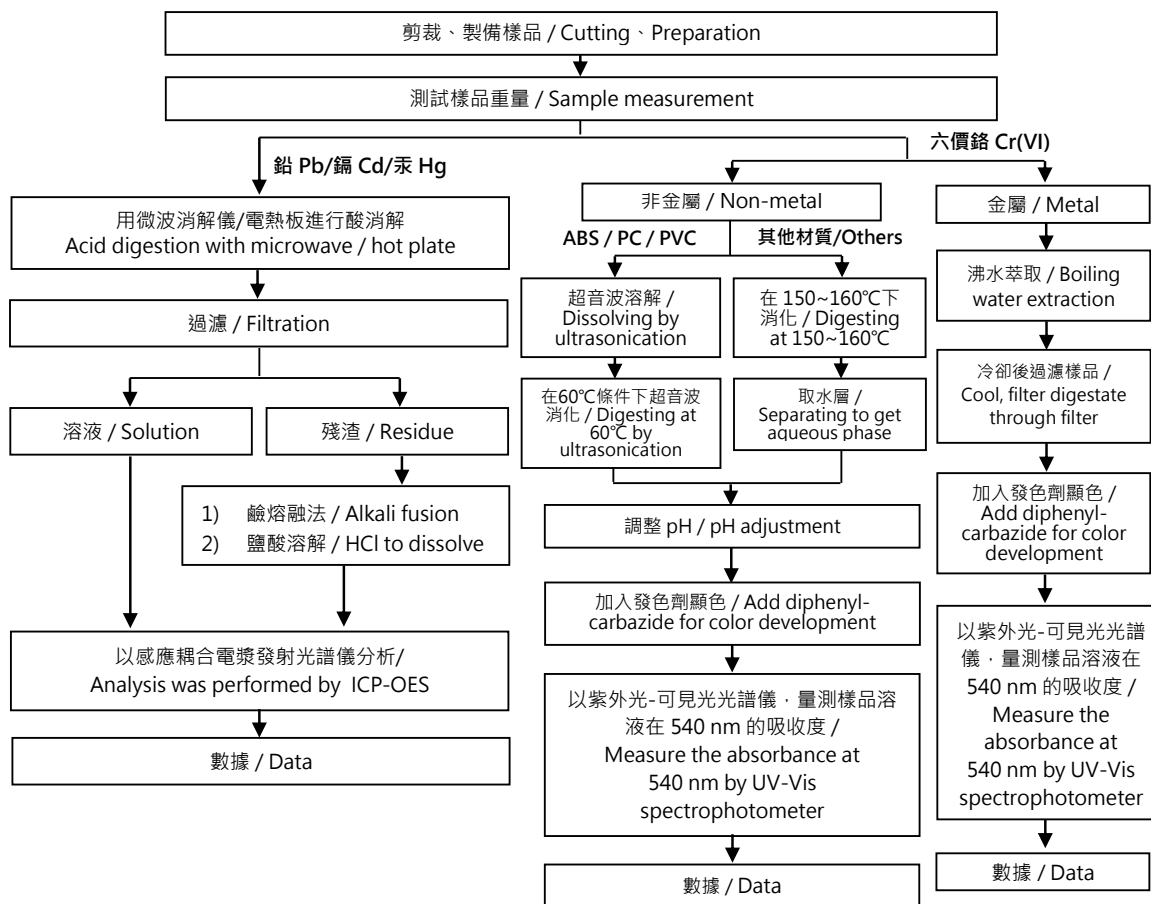 剪裁、製備樣品 / Cutting、Preparation
測試樣品重量 / Sample measurement
鉛 Pb/鎘 Cd/汞 Hg
六價鉻 Cr(VI)
用微波消解儀/電熱板進行酸消解
Acid digestion with microwave / hot plate
過濾 / Filtration
溶液 / Solution
殘渣 / Residue
1) 鹼熔融法 / Alkali fusion
2) 鹽酸溶解 / HCl to dissolve
以感應耦合電漿發射光譜儀分析/
Analysis was performed by ICP-OES
數據 / Data
非金屬 / Non-metal
ABS / PC / PVC
其他材質/Others
超音波溶解 /
Dissolving by
ultrasonication
在 150~160℃下
消化 / Digesting
at 150~160℃
在60℃條件下超音波
消化 / Digesting at
60℃ by
ultrasonication
取水層 /
Separating to get
aqueous phase
調整 pH / pH adjustment
加入發色劑顯色 / Add diphenyl-
carbazide for color development
以紫外光-可見光光譜儀，量測樣品溶
液在 540 nm 的吸收度 /
Measure the absorbance at
540 nm by UV-Vis
spectrophotometer
數據 / Data
金屬 / Metal
沸水萃取 / Boiling
water extraction
冷卻後過濾樣品 /
Cool, filter digestate
through filter
加入發色劑顯色 /
Add diphenyl-
carbazide for color
development
以紫外光-可見光光譜
儀，量測樣品溶液在
540 nm 的吸收度 /
Measure the
absorbance at
540 nm by UV-Vis
spectrophotometer
數據 / Data